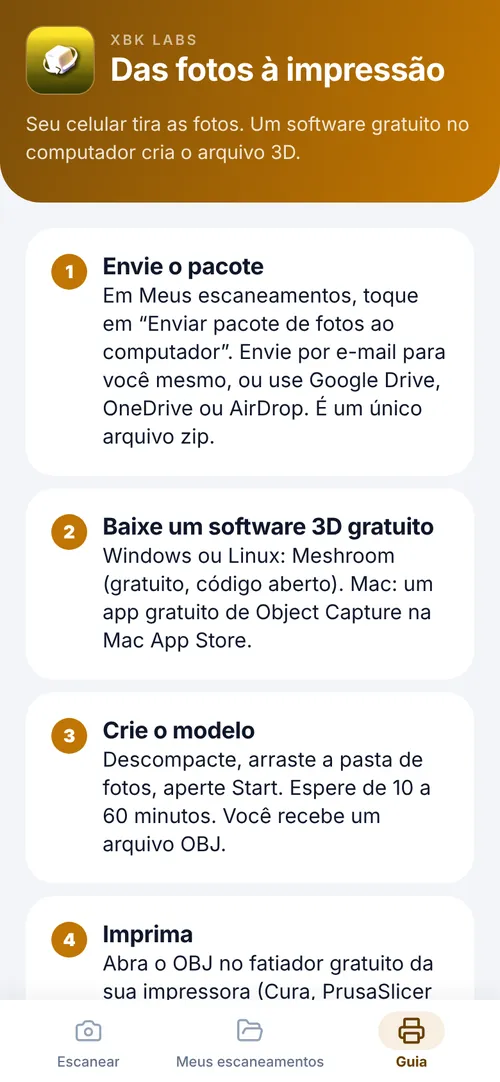 XBK LABS
Das fotos à impressão
Seu celular tira as fotos. Um software gratuito no
computador cria o arquivo 3D.
1
Envie o pacote
Em Meus escaneamentos, toque
em “Enviar pacote de fotos ao
computador”. Envie por e-mail para
você mesmo, ou use Google Drive,
OneDrive ou AirDrop. É um único
arquivo zip.
2
Baixe um software 3D gratuito
Windows ou Linux: Meshroom
(gratuito, código aberto). Mac: um
app gratuito de Object Capture na
Mac App Store.
3
Crie o modelo
Descompacte, arraste a pasta de
fotos, aperte Start. Espere de 10 a
60 minutos. Você recebe um
arquivo OBJ.
4
Imprima
Abra o OBJ no fatiador gratuito da
sua impressora (Cura, PrusaSlicer
Escanear
Meus escaneamentos
Guia